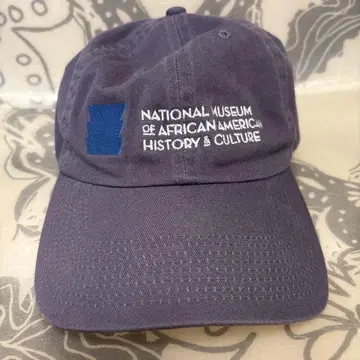 NATIONAL MUSEUM
OF AFRICAN AMERICAN
HISTORY & CULTURE